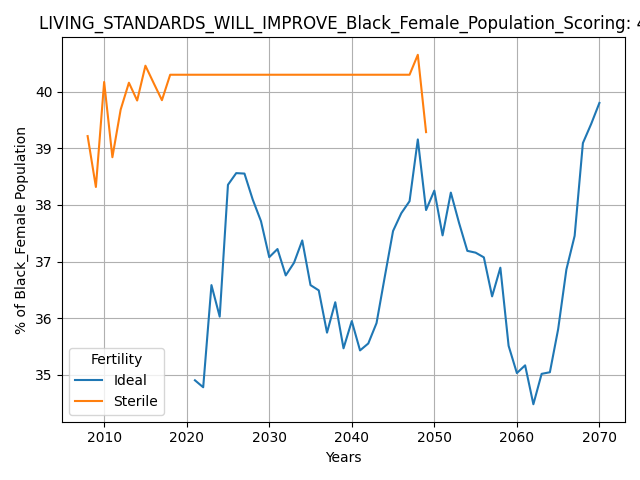 LIVING_STANDARDS_WILL_IMPROVE_Black_Female_Population_Scoring: 4
% of Black_Female Population
40
39
38
37
36
35
Fertility
Ideal
Sterile
2010 2020 2030 2040 2050 2060 2070
Years